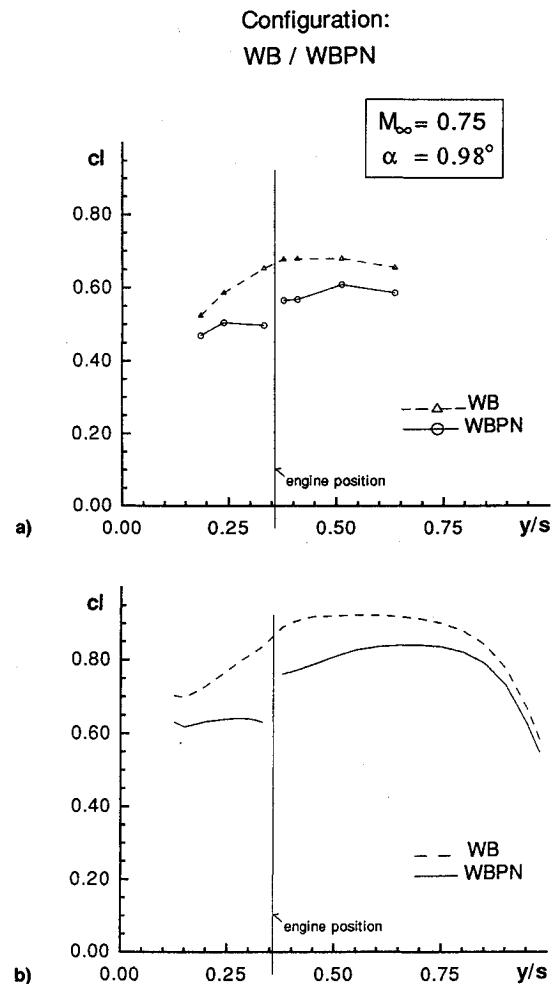 Configuration:
WB / WBPN
M∞ = 0.75
α = 0.98°
cl
0.80
0.60
0.40
0.20
0.00
WB
WBPN
engine position
a)
0.00 0.25 0.50 0.75 y/s
cl
0.80
0.60
0.40
0.20
0.00
WB
WBPN
engine position
b)
0.00 0.25 0.50 0.75 y/s